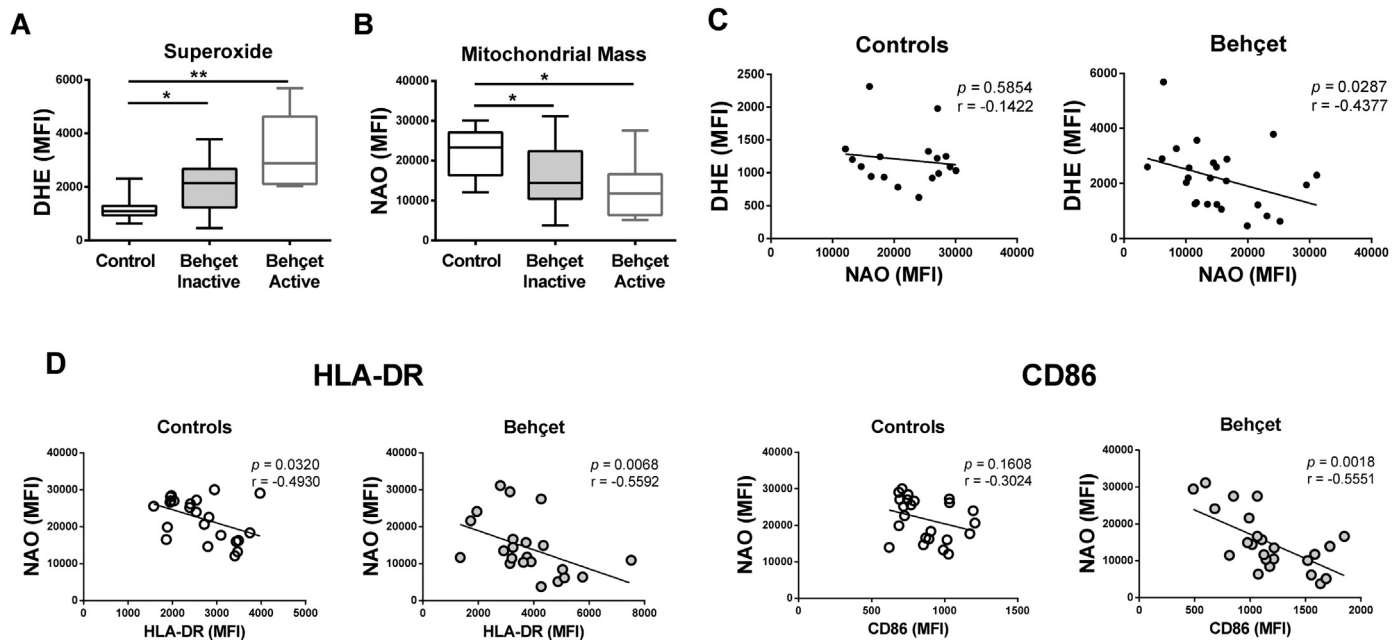 A
Superoxide
**
*
DHE (MFI)
6000
4000
2000
0
Control
Behçet
Inactive
Behçet
Active
B
Mitochondrial Mass
*
*
NAO (MFI)
40000
30000
20000
10000
0
Control
Behçet
Inactive
Behçet
Active
C
Controls
p = 0.5854
r = -0.1422
DHE (MFI)
2500
2000
1500
1000
500
0
0 10000 20000 30000 40000
NAO (MFI)
Behçet
p = 0.0287
r = -0.4377
DHE (MFI)
6000
4000
2000
0
0 10000 20000 30000 40000
NAO (MFI)
D
HLA-DR
Controls
p = 0.0320
r = -0.4930
NAO (MFI)
40000
30000
20000
10000
0
0 1000 2000 3000 4000 5000
HLA-DR (MFI)
Behçet
p = 0.0068
r = -0.5592
NAO (MFI)
40000
30000
20000
10000
0
0 2000 4000 6000 8000
HLA-DR (MFI)
CD86
Controls
p = 0.1608
r = -0.3024
NAO (MFI)
40000
30000
20000
10000
0
0 500 1000 1500
CD86 (MFI)
Behçet
p = 0.0018
r = -0.5551
NAO (MFI)
40000
30000
20000
10000
0
0 500 1000 1500 2000
CD86 (MFI)